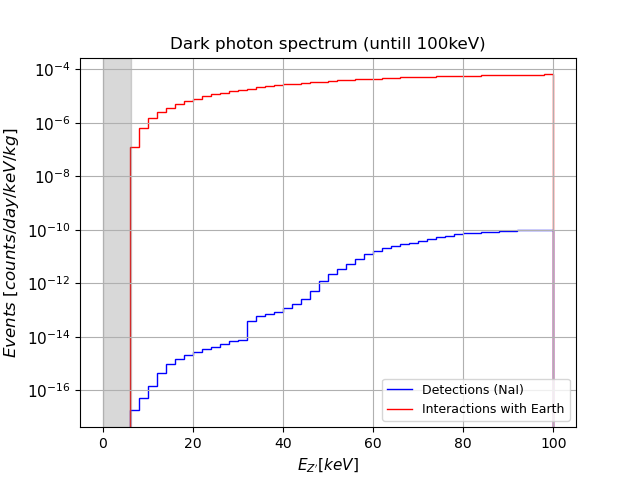 Dark photon spectrum (untill 100keV)
Events [counts/day/keV/kg]
10⁻⁴
10⁻⁶
10⁻⁸
10⁻¹⁰
10⁻¹²
10⁻¹⁴
10⁻¹⁶
Detections (NaI)
Interactions with Earth
0 20 40 60 80 100
E_Z'[keV]